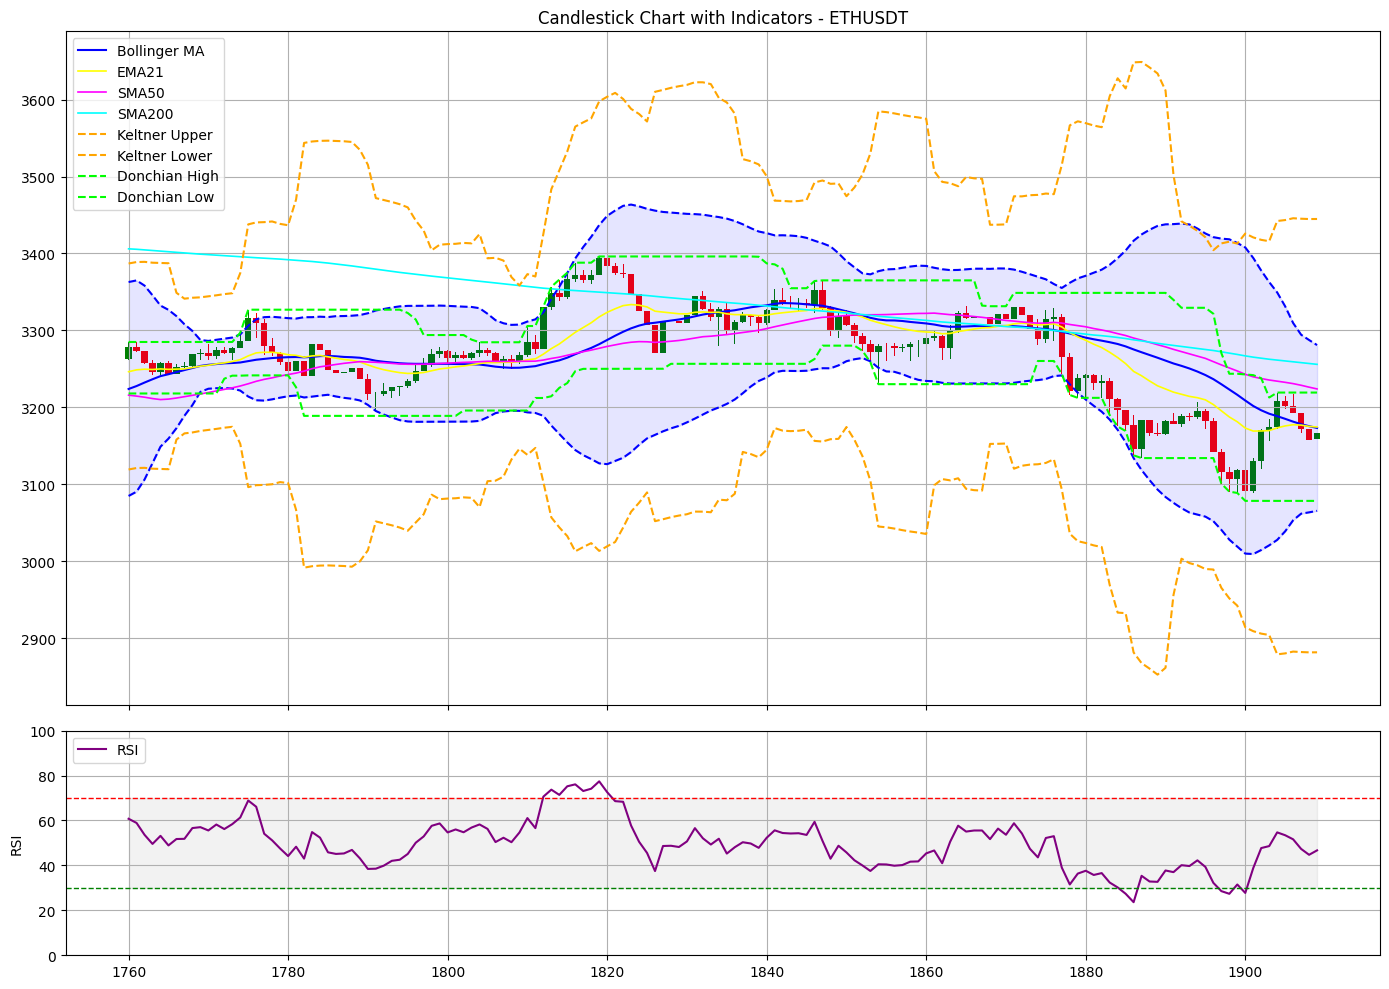 Candlestick Chart with Indicators - ETHUSDT
Bollinger MA
EMA21
SMA50
SMA200
Keltner Upper
Keltner Lower
Donchian High
Donchian Low
3600
3500
3400
3300
3200
3100
3000
2900
RSI
100
80
60
40
20
0
RSI
1760
1780
1800
1820
1840
1860
1880
1900